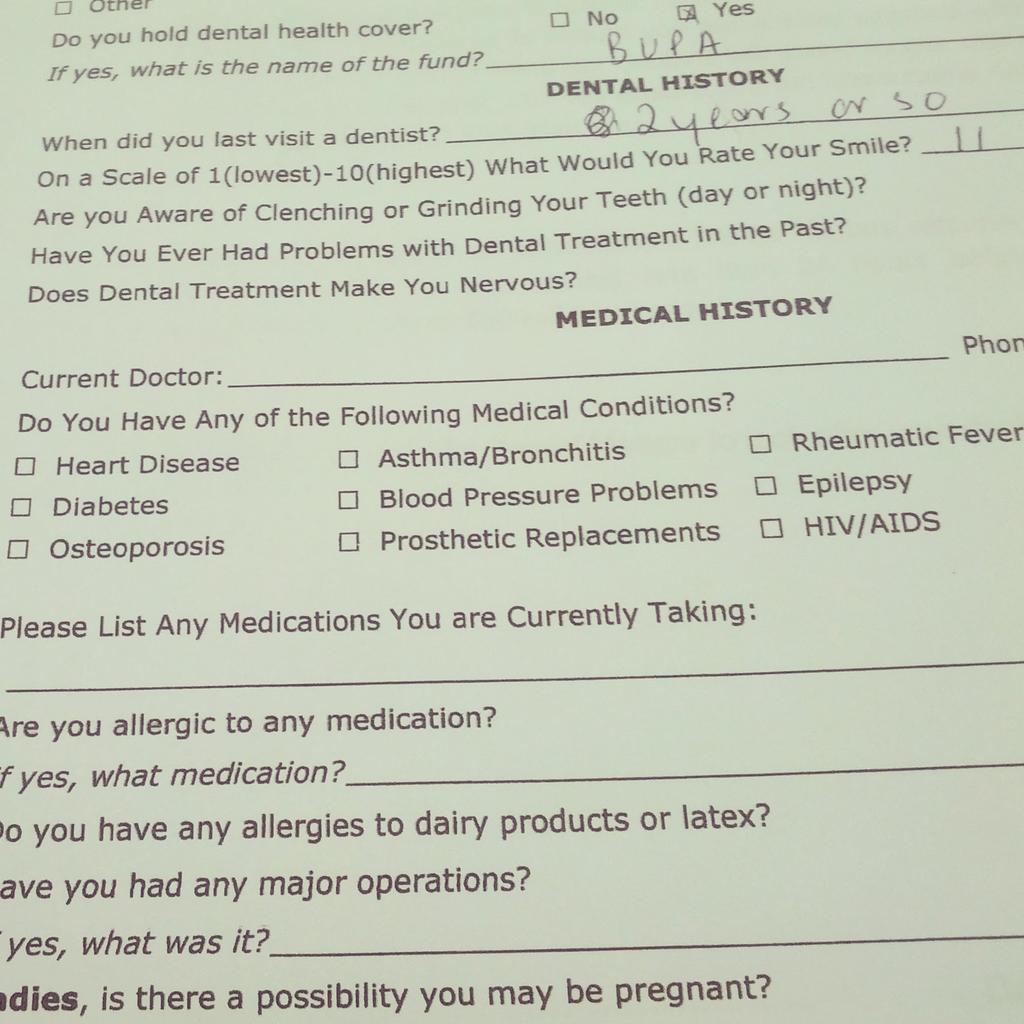 ☐ Other
Do you hold dental health cover? ☐ No ☒ Yes
If yes, what is the name of the fund? BUPA
DENTAL HISTORY
When did you last visit a dentist? 2 years or so
On a Scale of 1(lowest)-10(highest) What Would You Rate Your Smile? 11
Are you Aware of Clenching or Grinding Your Teeth (day or night)?
Have You Ever Had Problems with Dental Treatment in the Past?
Does Dental Treatment Make You Nervous?
MEDICAL HISTORY
Current Doctor: Phon
Do You Have Any of the Following Medical Conditions?
☐ Heart Disease ☐ Asthma/Bronchitis ☐ Rheumatic Fever
☐ Diabetes ☐ Blood Pressure Problems ☐ Epilepsy
☐ Osteoporosis ☐ Prosthetic Replacements ☐ HIV/AIDS
Please List Any Medications You are Currently Taking:
Are you allergic to any medication?
If yes, what medication?
Do you have any allergies to dairy products or latex?
ave you had any major operations?
yes, what was it?
adies, is there a possibility you may be pregnant?